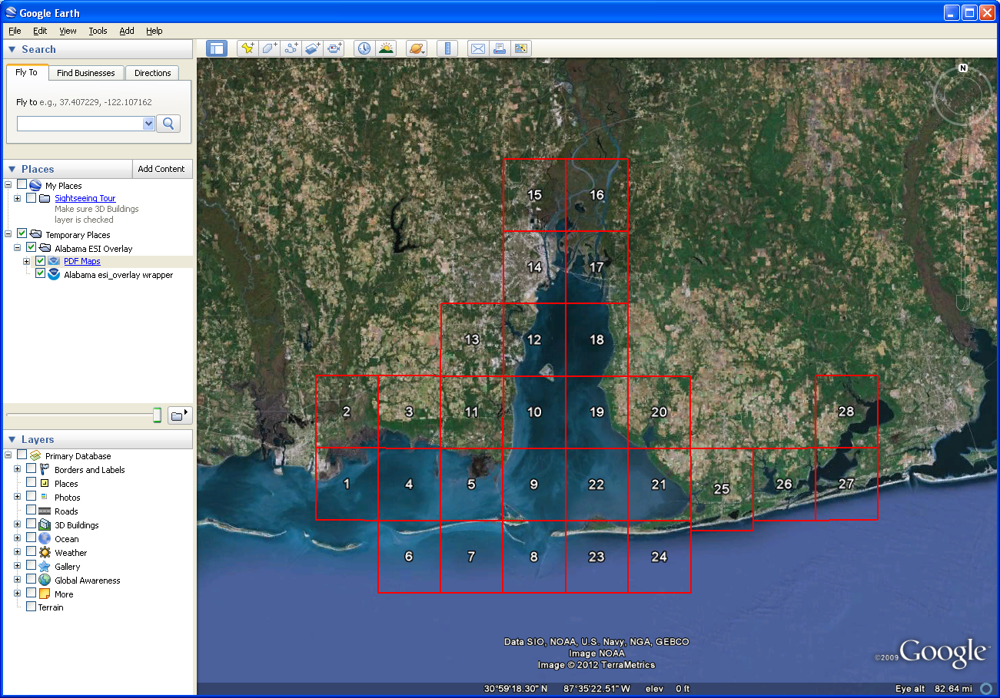 Google Earth
File Edit View Tools Add Help
Search
Fly To Find Businesses Directions
Fly to e.g., 37.407229, -122.107162
Places Add Content
My Places
Sightseeing Tour
Make sure 3D Buildings
layer is checked
Temporary Places
Alabama ESI Overlay
PDF Maps
Alabama esi_overlay wrapper
Layers
Primary Database
Borders and Labels
Places
Photos
Roads
3D Buildings
Ocean
Weather
Gallery
Global Awareness
More
Terrain
N
15 16
14 17
13 12 18
2 3 11 10 19 20 28
1 4 5 9 22 21 25 26 27
6 7 8 23 24
Data SIO, NOAA, U.S. Navy, NGA, GEBCO
Image NOAA
Image © 2012 TerraMetrics
©2009 Google
30°59'18.30" N 87°35'22.51" W elev 0 ft Eye alt 82.64 mi